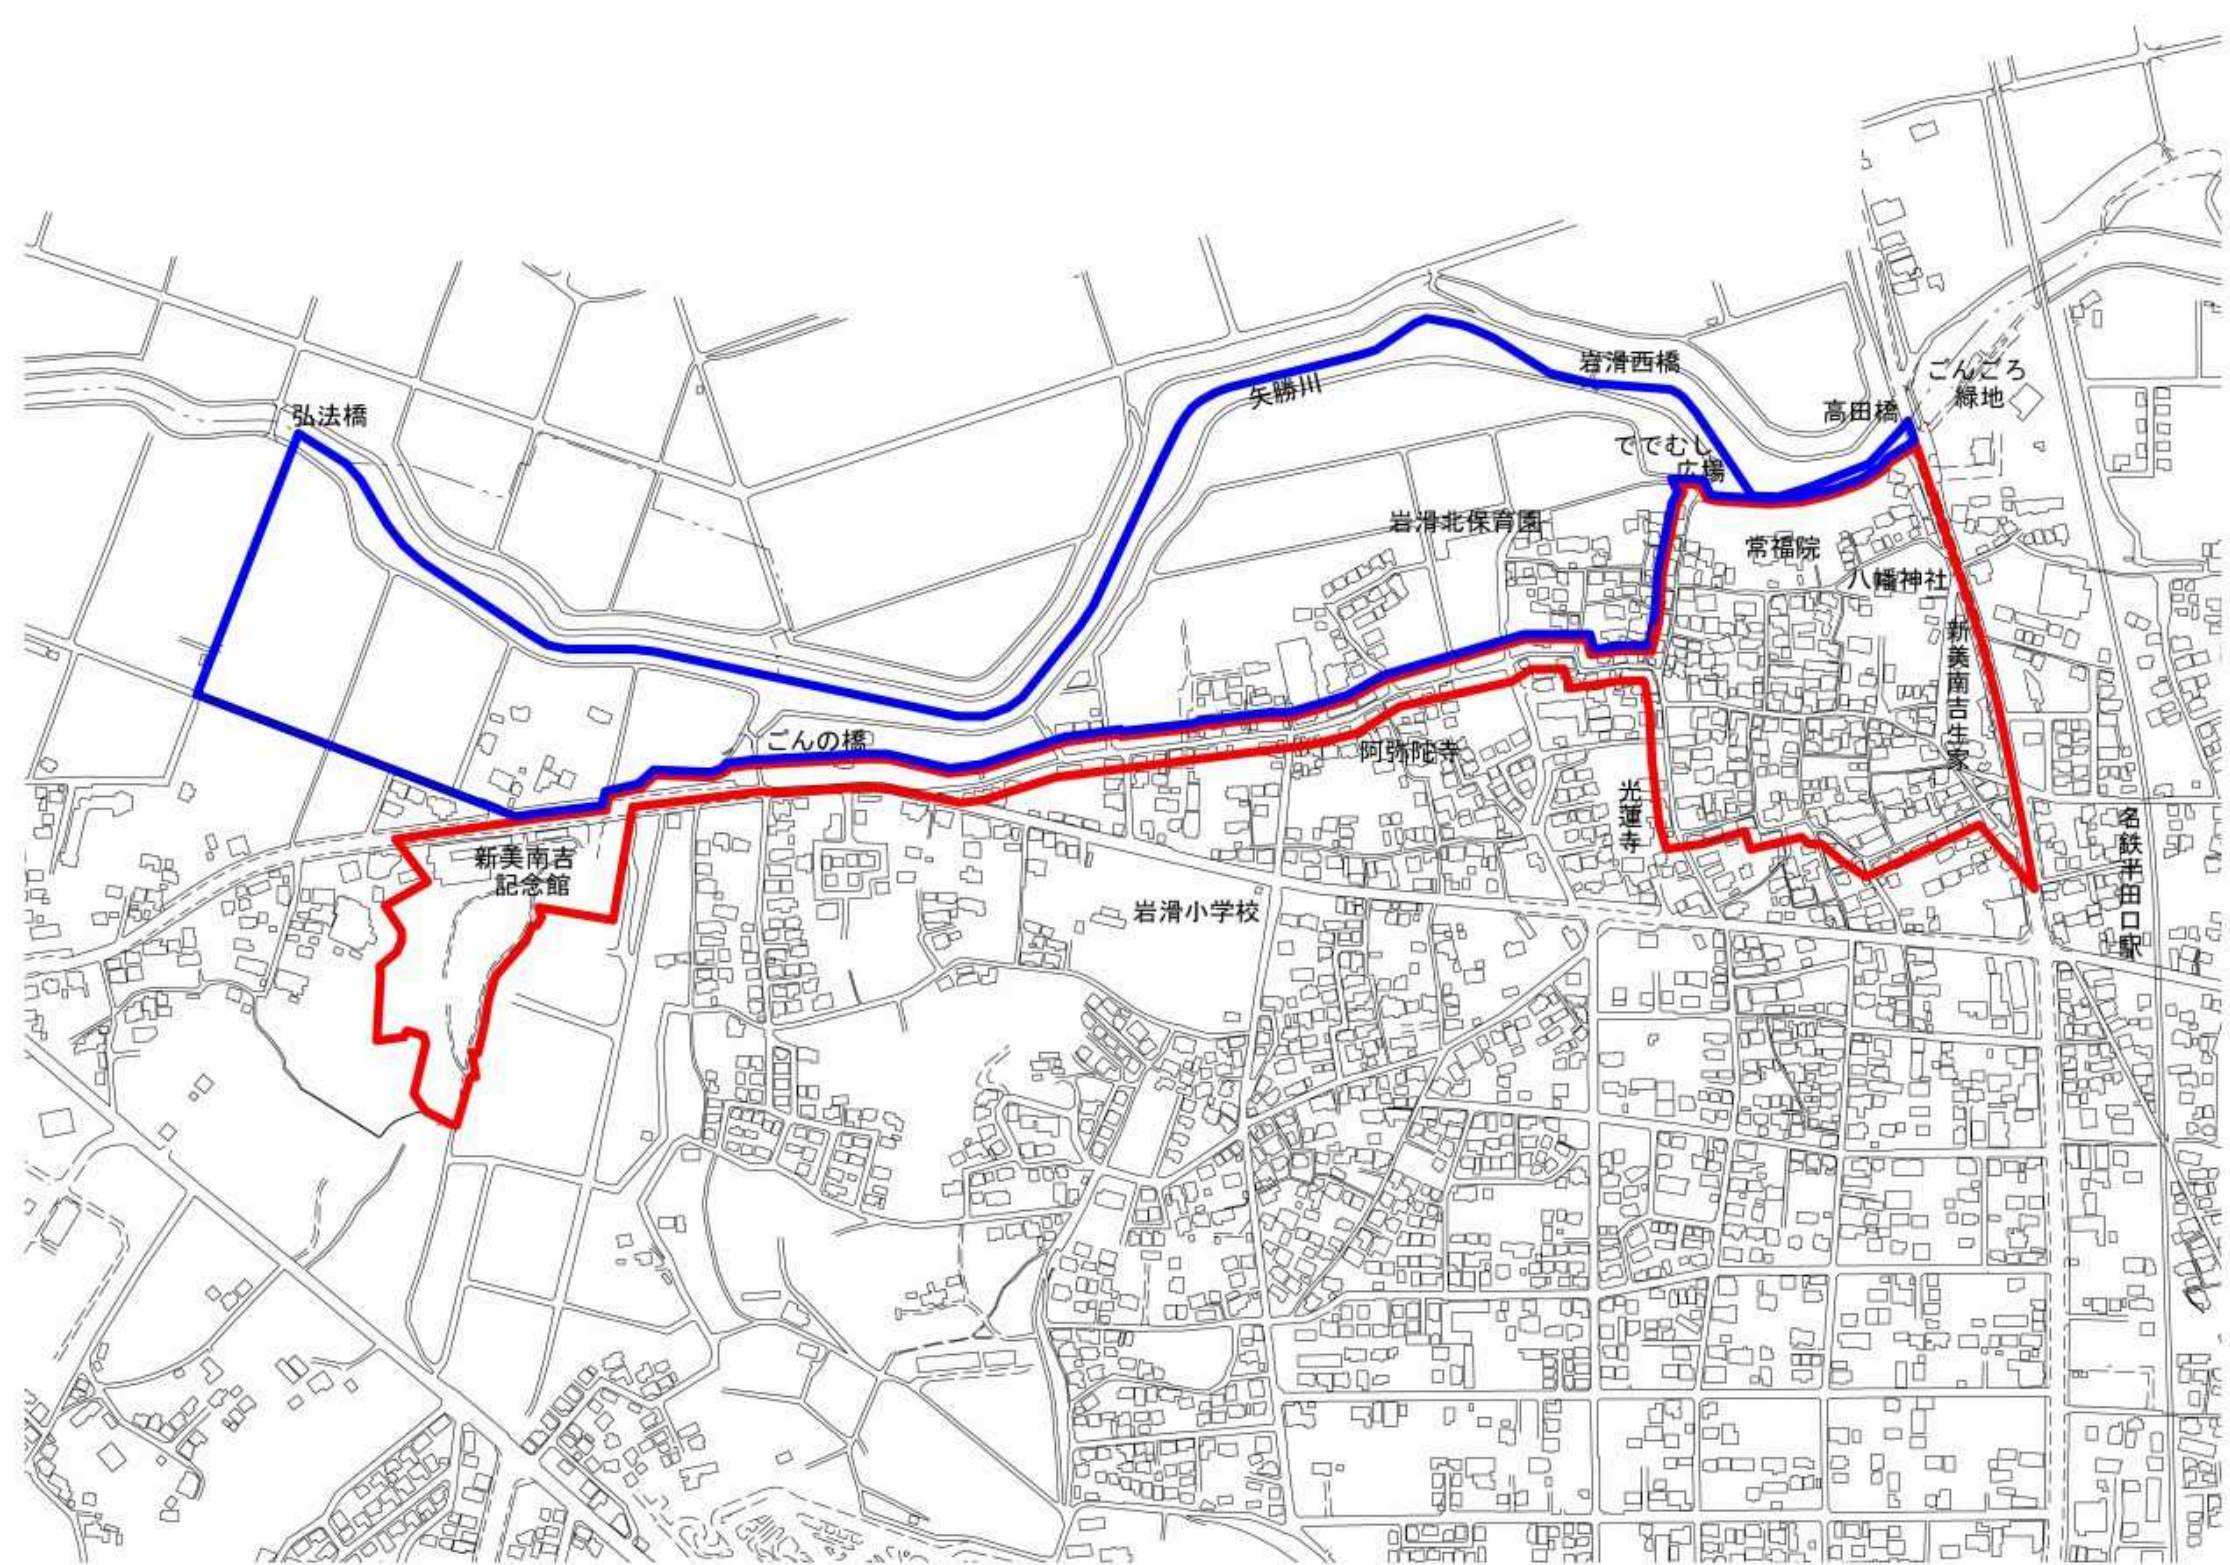 岩滑西橋
ごんごろ
緑地
矢勝川
高田橋
弘法橋
ででむし
広場
岩滑北保育園
常福院
八幡神社
新美南吉生家
ごんの橋
阿弥陀寺
光蓮寺
名鉄半田口駅
新美南吉
記念館
岩滑小学校